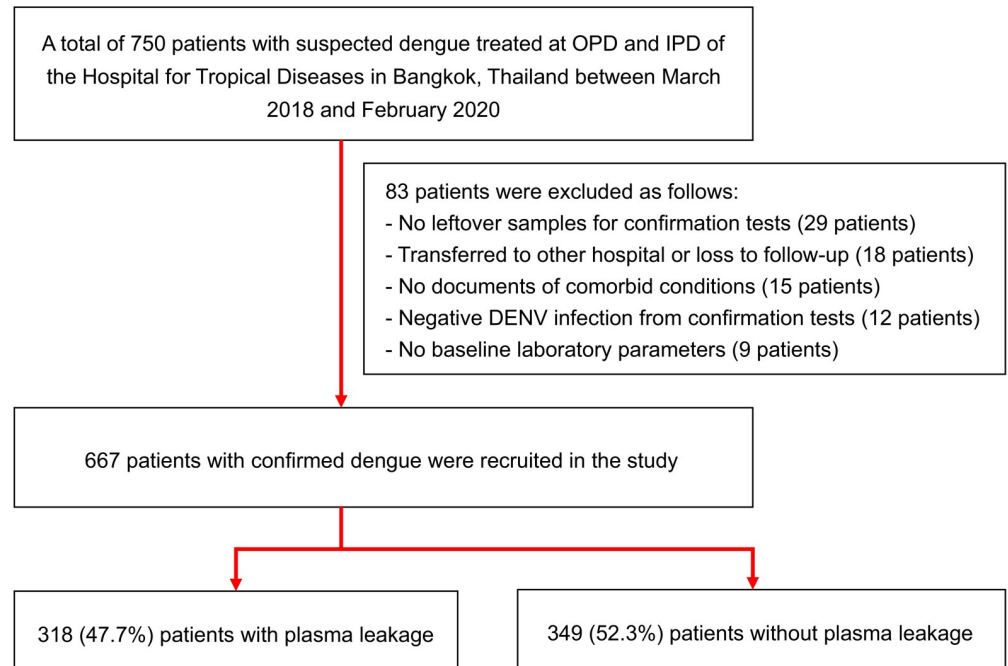 A total of 750 patients with suspected dengue treated at OPD and IPD of
the Hospital for Tropical Diseases in Bangkok, Thailand between March
2018 and February 2020
83 patients were excluded as follows:
- No leftover samples for confirmation tests (29 patients)
- Transferred to other hospital or loss to follow-up (18 patients)
- No documents of comorbid conditions (15 patients)
- Negative DENV infection from confirmation tests (12 patients)
- No baseline laboratory parameters (9 patients)
667 patients with confirmed dengue were recruited in the study
318 (47.7%) patients with plasma leakage
349 (52.3%) patients without plasma leakage